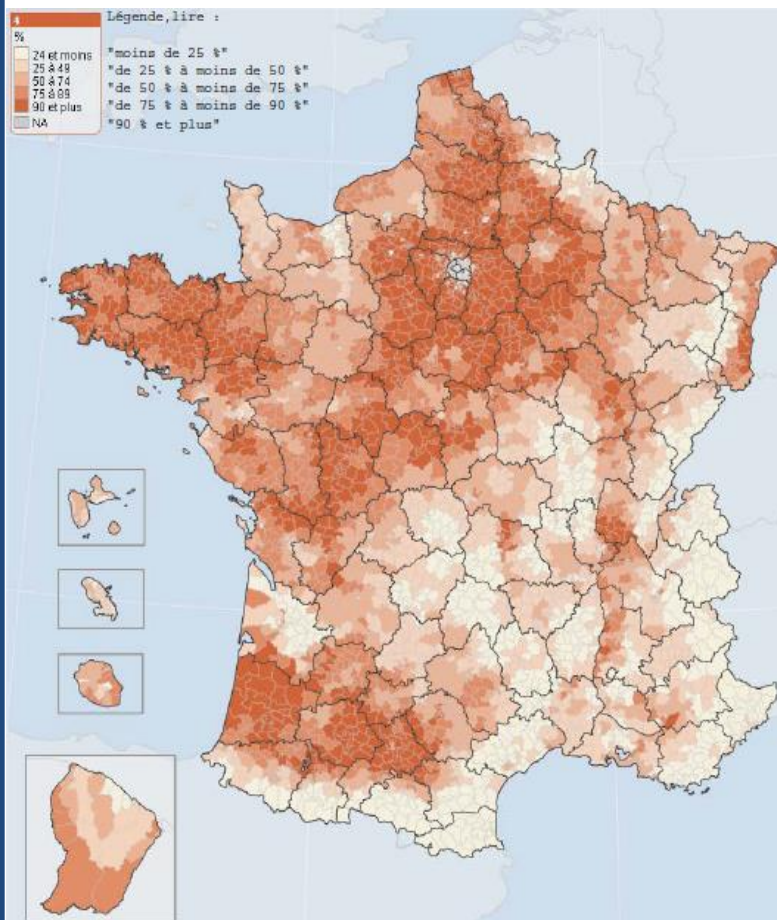 4
%
24 et moins
25 à 49
50 à 74
75 à 89
90 et plus
NA
Légende,lire :
"moins de 25 %"
"de 25 % à moins de 50 %"
"de 50 % à moins de 75 %"
"de 75 % à moins de 90 %"
"90 % et plus"